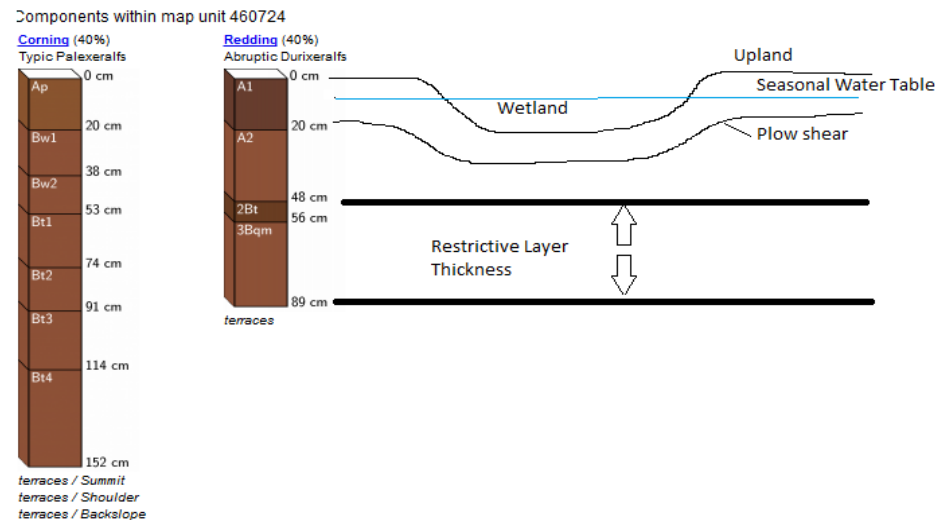 Components within map unit 460724
Corning (40%)
Typic Palexeralfs
0 cm
Ap
20 cm
Bw1
38 cm
Bw2
53 cm
Bt1
74 cm
Bt2
91 cm
Bt3
114 cm
Bt4
152 cm
terraces / Summit
terraces / Shoulder
terraces / Backslope
Redding (40%)
Abruptic Durixeralfs
0 cm
A1
20 cm
A2
48 cm
2Bt
56 cm
3Bqm
89 cm
terraces
Upland
Seasonal Water Table
Wetland
Plow shear
Restrictive Layer
Thickness